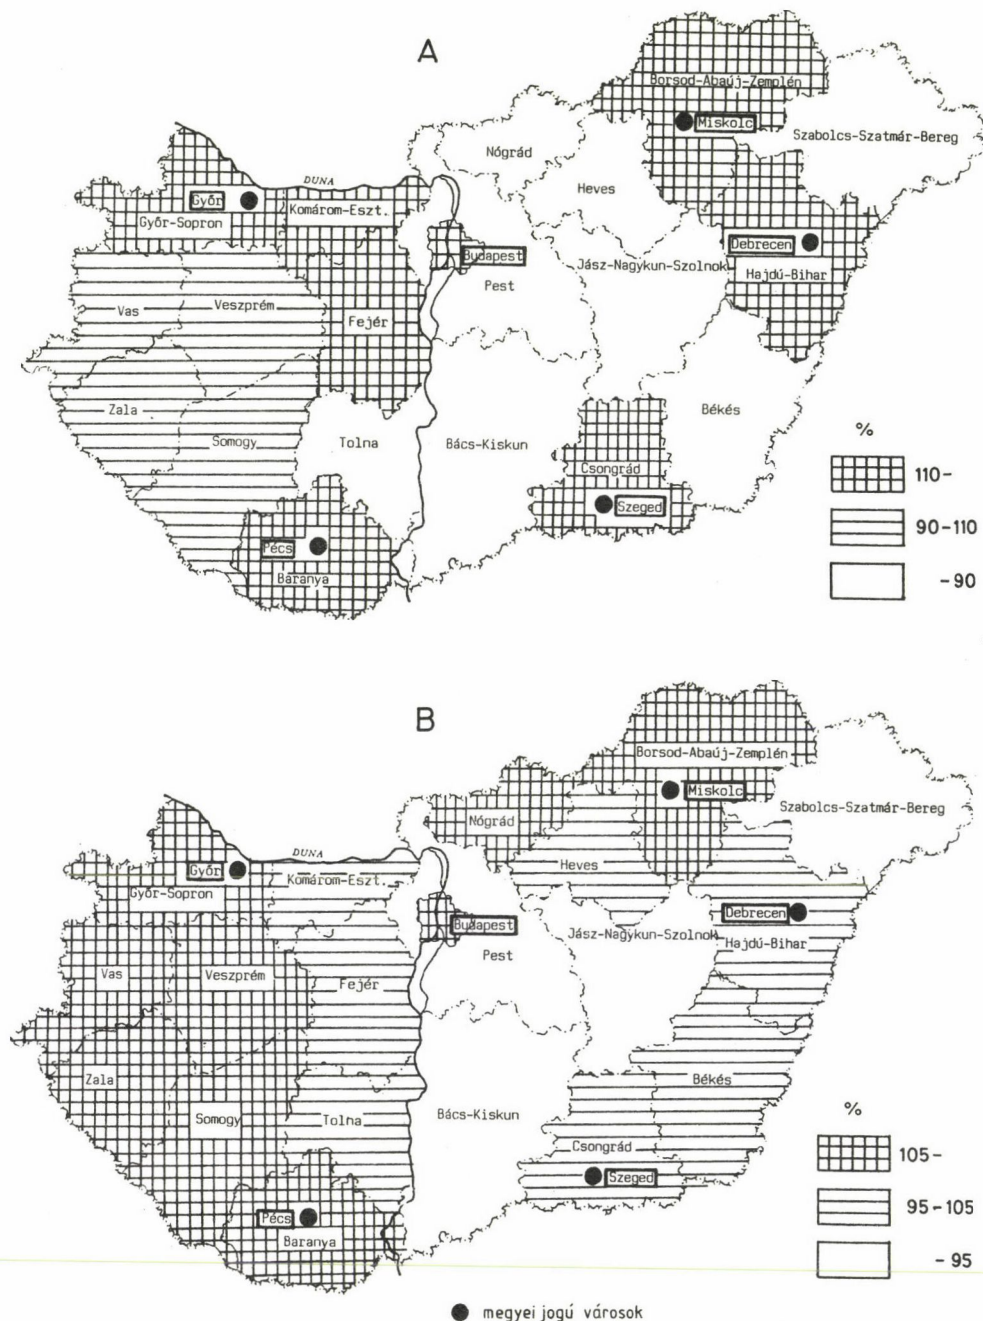 A
Borsod-Abaúj-Zemplén
Miskolc
Szabolcs-Szatmár-Bereg
Nógrád
Heves
DUNA
Győr
Komárom-Eszt.
Győr-Sopron
Debrecen
Budapest
Jász-Nagykun-Szolnok
Hajdú-Bihar
Pest
Veszprém
Vas
Fejér
Zala
Békés
Somogy
Tolna
Bács-Kiskun
Csongrád
Szeged
Pécs
Baranya
%
110-
90-110
-90
B
Borsod-Abaúj-Zemplén
Miskolc
Szabolcs-Szatmár-Bereg
Nógrád
DUNA
Heves
Győr
Komárom-Eszt.
Győr-Sopron
Debrecen
Budapest
Jász-Nagykun-Szolnok
Hajdú-Bihar
Pest
Vas
Veszprém
Fejér
Zala
Békés
Somogy
Tolna
Bács-Kiskun
Csongrád
Szeged
Pécs
Baranya
%
105-
95-105
-95
megyei jogú városok